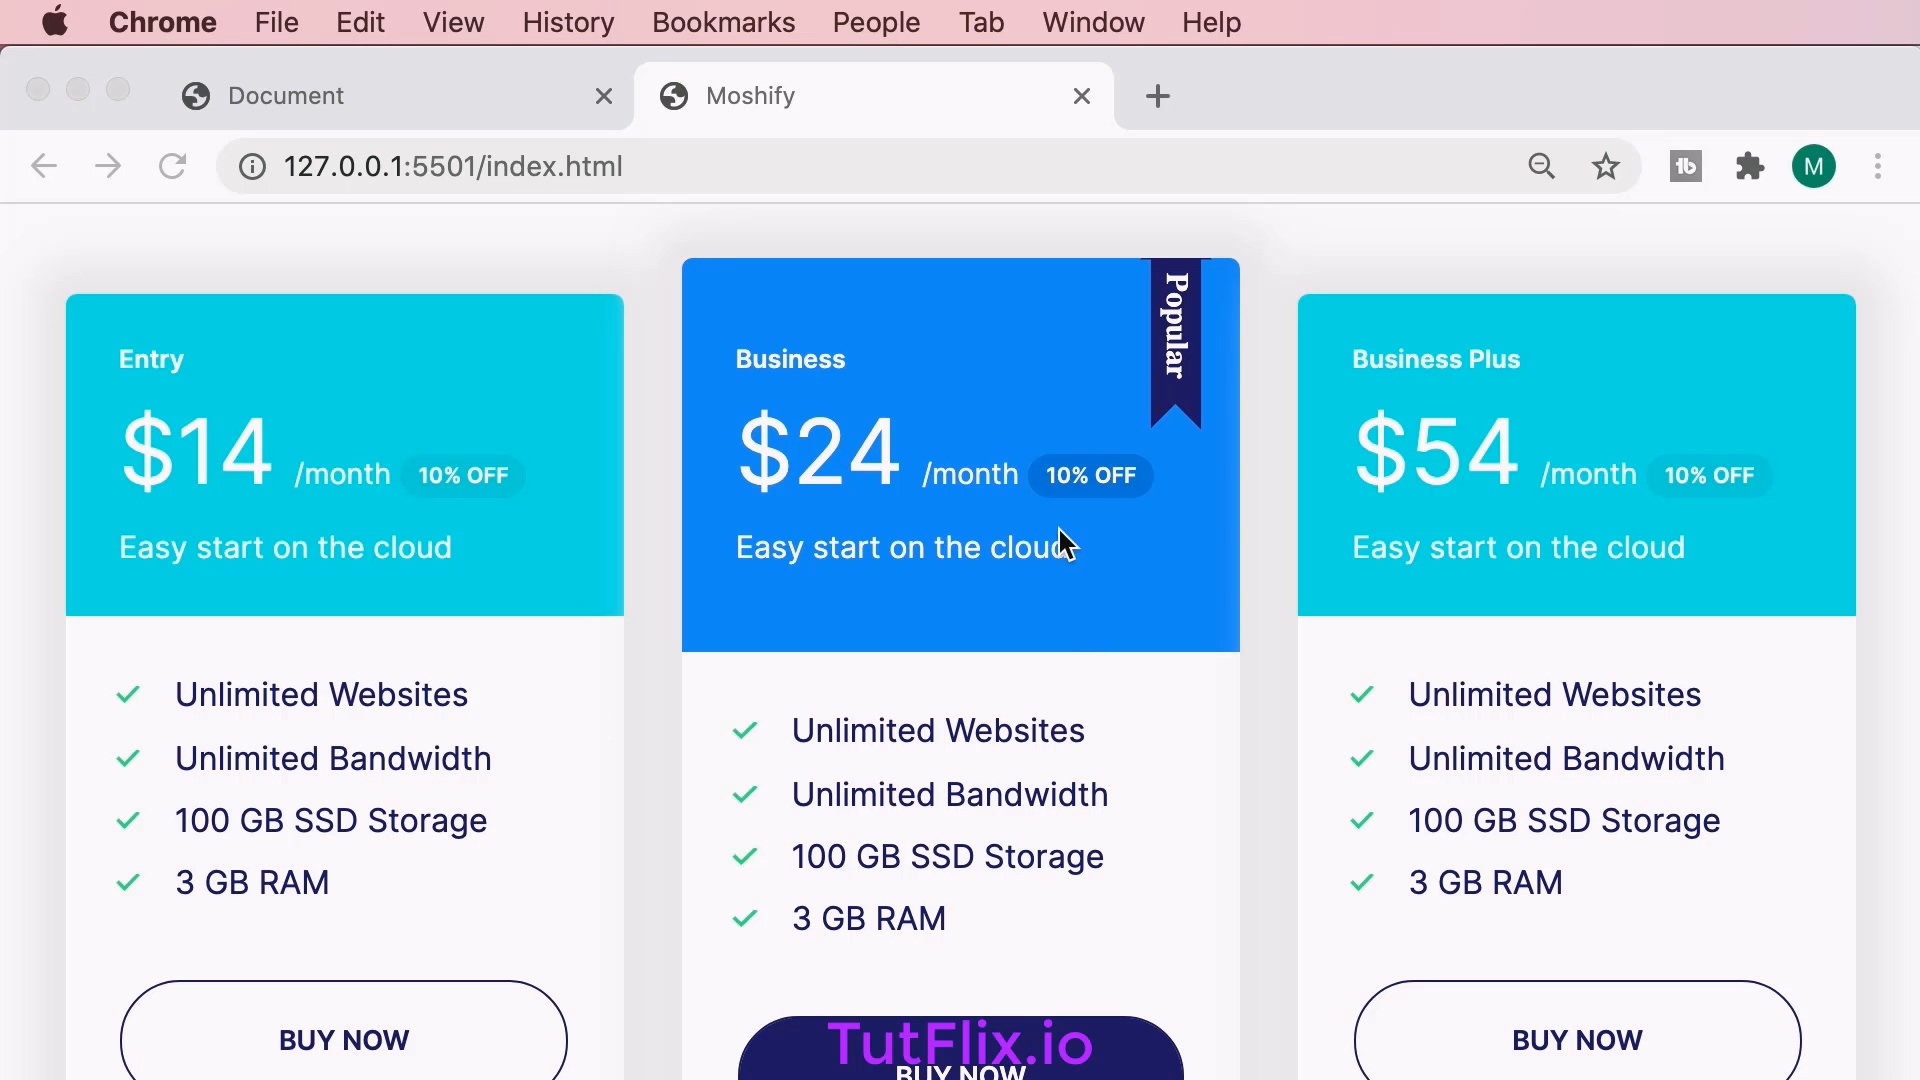 Chrome File Edit View History Bookmarks People Tab Window Help
Document
Moshify
127.0.0.1:5501/index.html
M
Entry
$14 /month 10% OFF
Easy start on the cloud
Unlimited Websites
Unlimited Bandwidth
100 GB SSD Storage
3 GB RAM
BUY NOW
Popular
Business
$24 /month 10% OFF
Easy start on the cloud
Unlimited Websites
Unlimited Bandwidth
100 GB SSD Storage
3 GB RAM
TutFlix.io
BUY NOW
Business Plus
$54 /month 10% OFF
Easy start on the cloud
Unlimited Websites
Unlimited Bandwidth
100 GB SSD Storage
3 GB RAM
BUY NOW